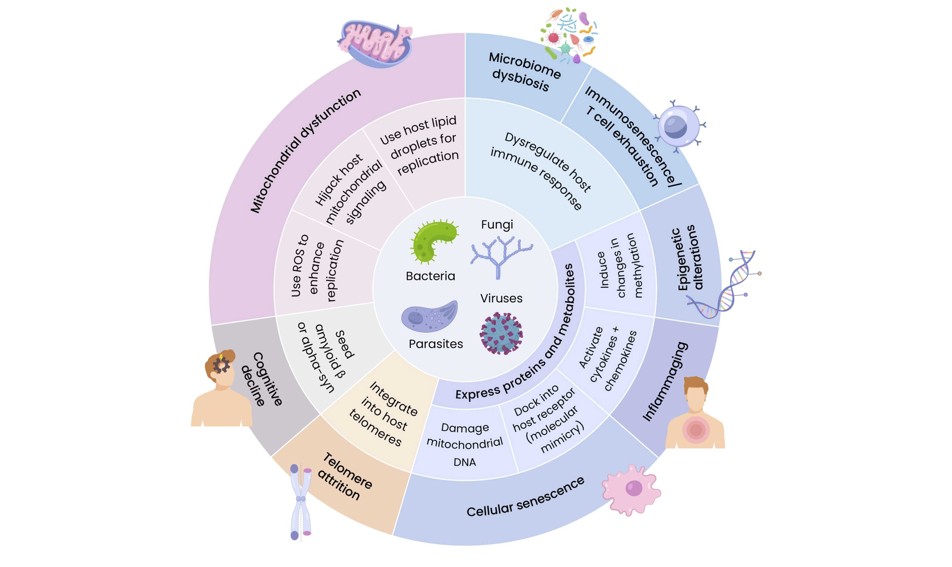 Microbiome
dysbiosis
Immunosenescence/
T cell exhaustion
Epigenetic
alterations
Inflammaging
Cellular senescence
Telomere
attrition
Cognitive
decline
Mitochondrial dysfunction
Dysregulate host
immune response
Induce
changes in
methylation
Activate
cytokines +
chemokines
Dock into
host receptor
(molecular
mimicry)
Damage
mitochondrial
DNA
Express proteins and metabolites
Integrate
into host
telomeres
Seed
amyloid β
or alpha-syn
Use ROS to
enhance
replication
Hijack host
mitochondrial
signaling
Use host lipid
droplets for
replication
Fungi
Bacteria
Viruses
Parasites